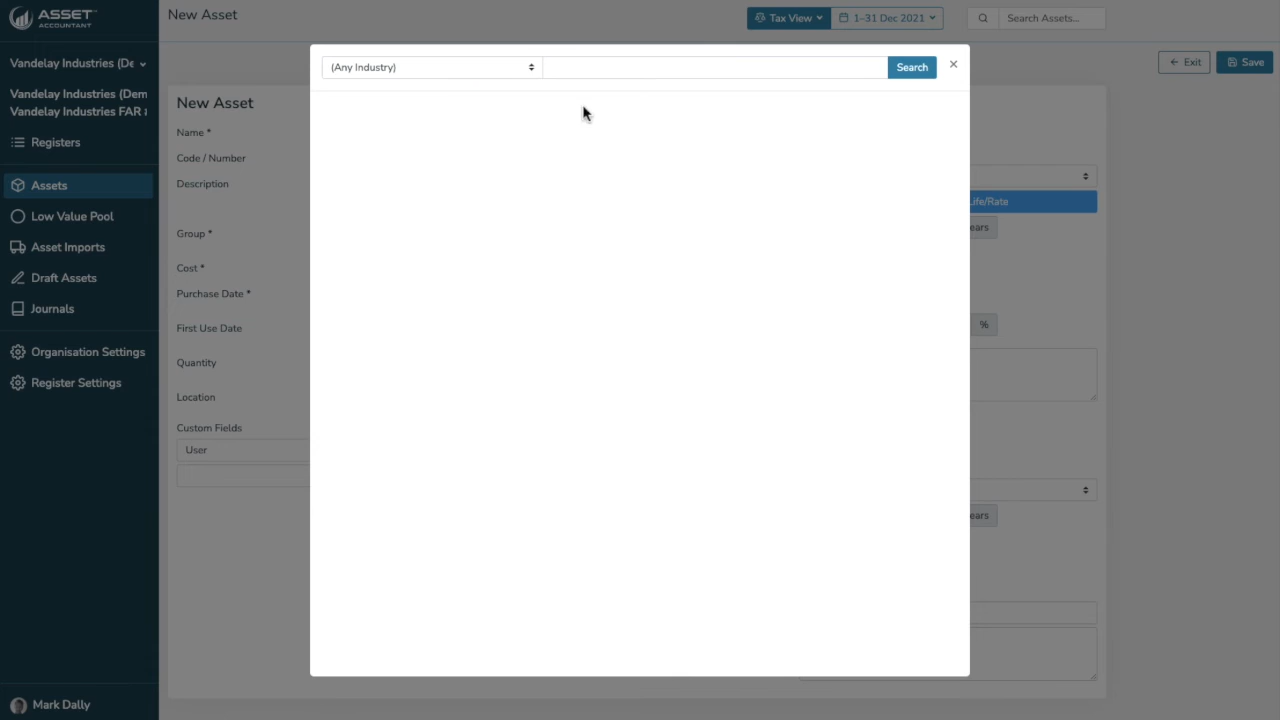 ASSET
ACCOUNTANT
New Asset
Tax View
1–31 Dec 2021
Search Assets...
Vandelay Industries (De
Exit
Save
Vandelay Industries (Dem
Vandelay Industries FAR
Registers
Assets
Low Value Pool
Asset Imports
Draft Assets
Journals
Organisation Settings
Register Settings
Mark Dally
New Asset
Name *
Code / Number
Description
Group *
Cost *
Purchase Date *
First Use Date
Quantity
Location
Custom Fields
User
(Any Industry)
Search
×
Life/Rate
ears
%
ears